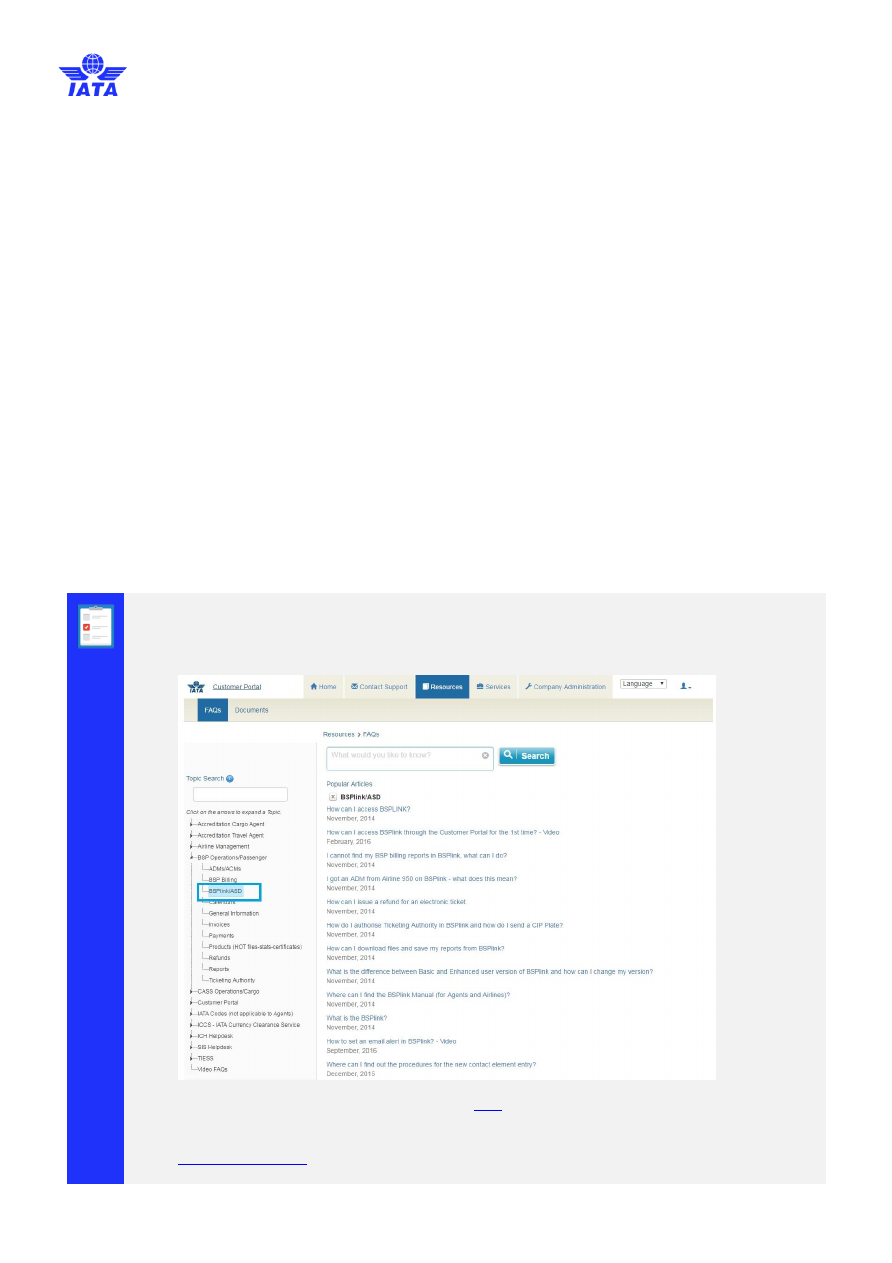 IATA
IATA
Customer Portal
Home
Contact Support
Resources
Services
Company Administration
Language
FAQs
Documents
Resources > FAQs
What would you like to know?
Search
Topic Search
Click on the arrows to expand a Topic.
Accreditation Cargo Agent
Accreditation Travel Agent
Airline Management
BSP Operations/Passenger
ADMs/ACMs
BSP Billing
BSPlink/ASD
Calendars
General Information
Invoices
Payments
Products (HOT files-stats-certificates)
Refunds
Reports
Ticketing Authority
CASS Operations/Cargo
Customer Portal
IATA Codes (not applicable to Agents)
ICCS - IATA Currency Clearance Service
ICH Helpdesk
SIS Helpdesk
TIESS
Video FAQs
Popular Articles
BSPlink/ASD
How can I access BSPLINK?
November, 2014
How can I access BSPlink through the Customer Portal for the 1st time? - Video
February, 2016
I cannot find my BSP billing reports in BSPlink, what can I do?
November, 2014
I got an ADM from Airline 950 on BSPlink - what does this mean?
November, 2014
How can I issue a refund for an electronic ticket
November, 2014
How do I authorise Ticketing Authority in BSPlink and how do I send a CIP Plate?
November, 2014
How can I download files and save my reports from BSPlink?
November, 2014
What is the difference between Basic and Enhanced user version of BSPlink and how can I change my version?
November, 2014
Where can I find the BSPlink Manual (for Agents and Airlines)?
November, 2014
What is the BSPlink?
November, 2014
How to set an email alert in BSPlink? - Video
September, 2016
Where can I find out the procedures for the new contact element entry?
December, 2015